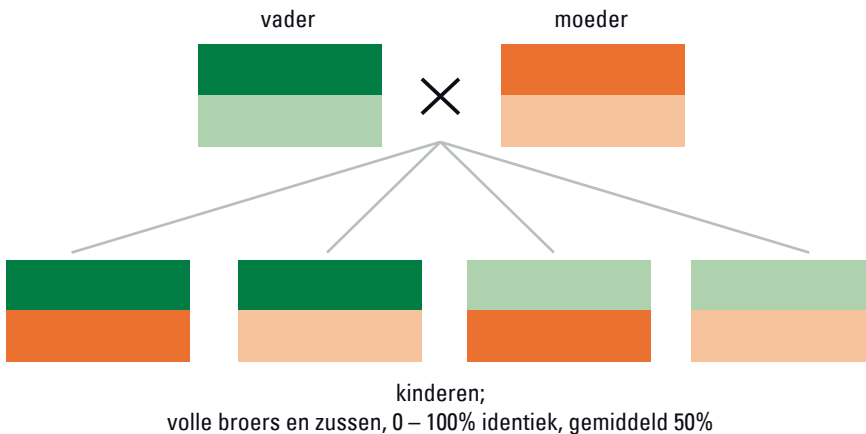 vader
moeder
kinderen;
volle broers en zussen, 0 – 100% identiek, gemiddeld 50%